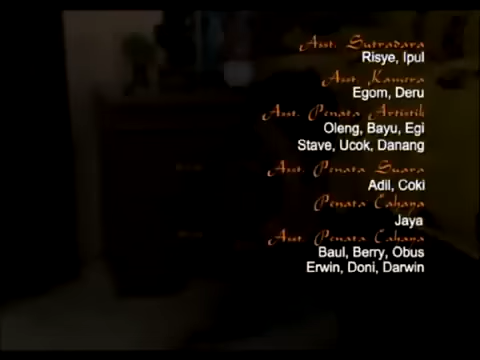 Asst. Sutradara
Risye, Ipul
Asst. Kamera
Egom, Deru
Asst. Penata Artistik
Oleng, Bayu, Egi
Stave, Ucok, Danang
Asst. Penata Suara
Adil, Coki
Penata Cahaya
Jaya
Asst. Penata Cahaya
Baul, Berry, Obus
Erwin, Doni, Darwin